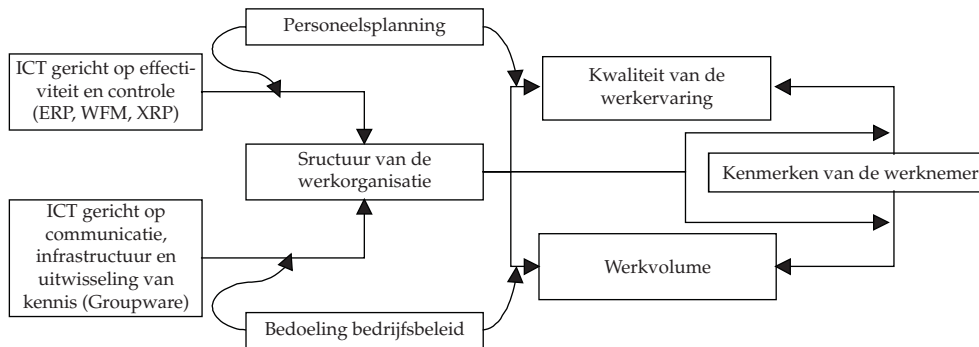 Personeelsplanning
ICT gericht op effecti-
viteit en controle
(ERP, WFM, XRP)
Kwaliteit van de
werkervaring
Sructuur van de
werkorganisatie
Kenmerken van de werknemer
ICT gericht op
communicatie,
infrastructuur en
uitwisseling van
kennis (Groupware)
Werkvolume
Bedoeling bedrijfsbeleid